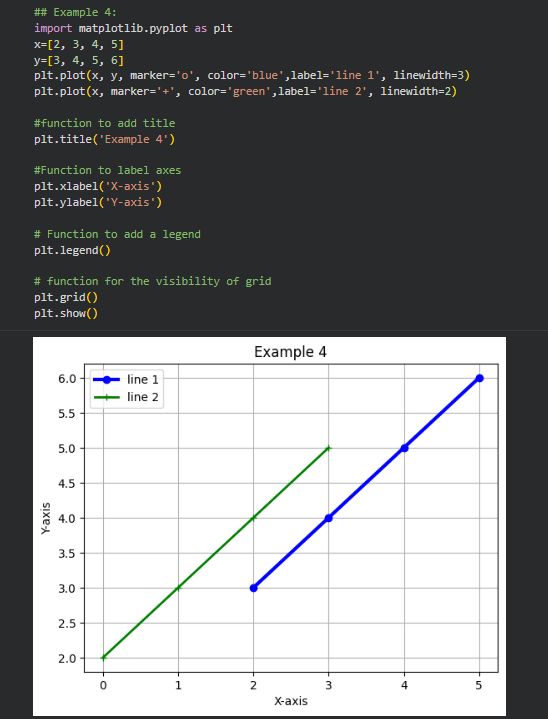 ## Example 4:
import matplotlib.pyplot as plt
x=[2, 3, 4, 5]
y=[3, 4, 5, 6]
plt.plot(x, y, marker='o', color='blue',label='line 1', linewidth=3)
plt.plot(x, marker='+', color='green',label='line 2', linewidth=2)
#function to add title
plt.title('Example 4')
#Function to label axes
plt.xlabel('X-axis')
plt.ylabel('Y-axis')
# Function to add a legend
plt.legend()
# function for the visibility of grid
plt.grid()
plt.show()
Example 4
line 1
line 2
6.0
5.5
5.0
4.5
4.0
3.5
3.0
2.5
2.0
Y-axis
0 1 2 3 4 5
X-axis